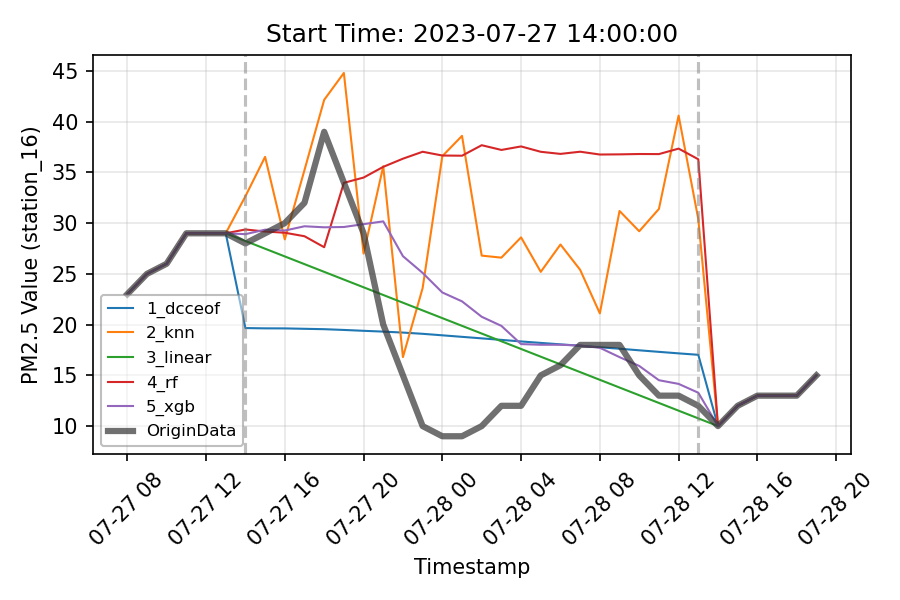 Start Time: 2023-07-27 14:00:00
PM2.5 Value (station_16)
45
40
35
30
25
20
15
10
1_dcceof
2_knn
3_linear
4_rf
5_xgb
OriginData
07-27 08
07-27 12
07-27 16
07-27 20
07-28 00
07-28 04
07-28 08
07-28 12
07-28 16
07-28 20
Timestamp